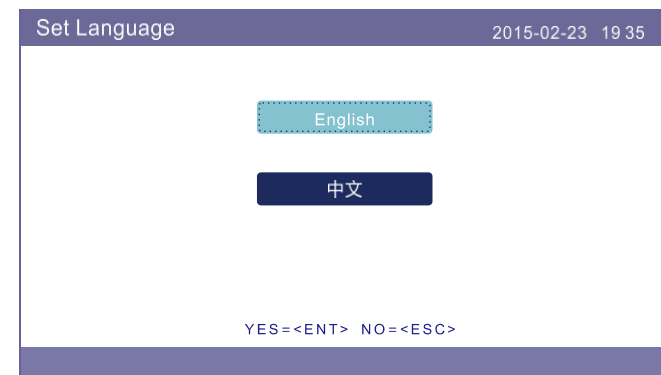 Set Language 2015-02-23 19 35
English
中文
YES=<ENT> NO=<ESC>